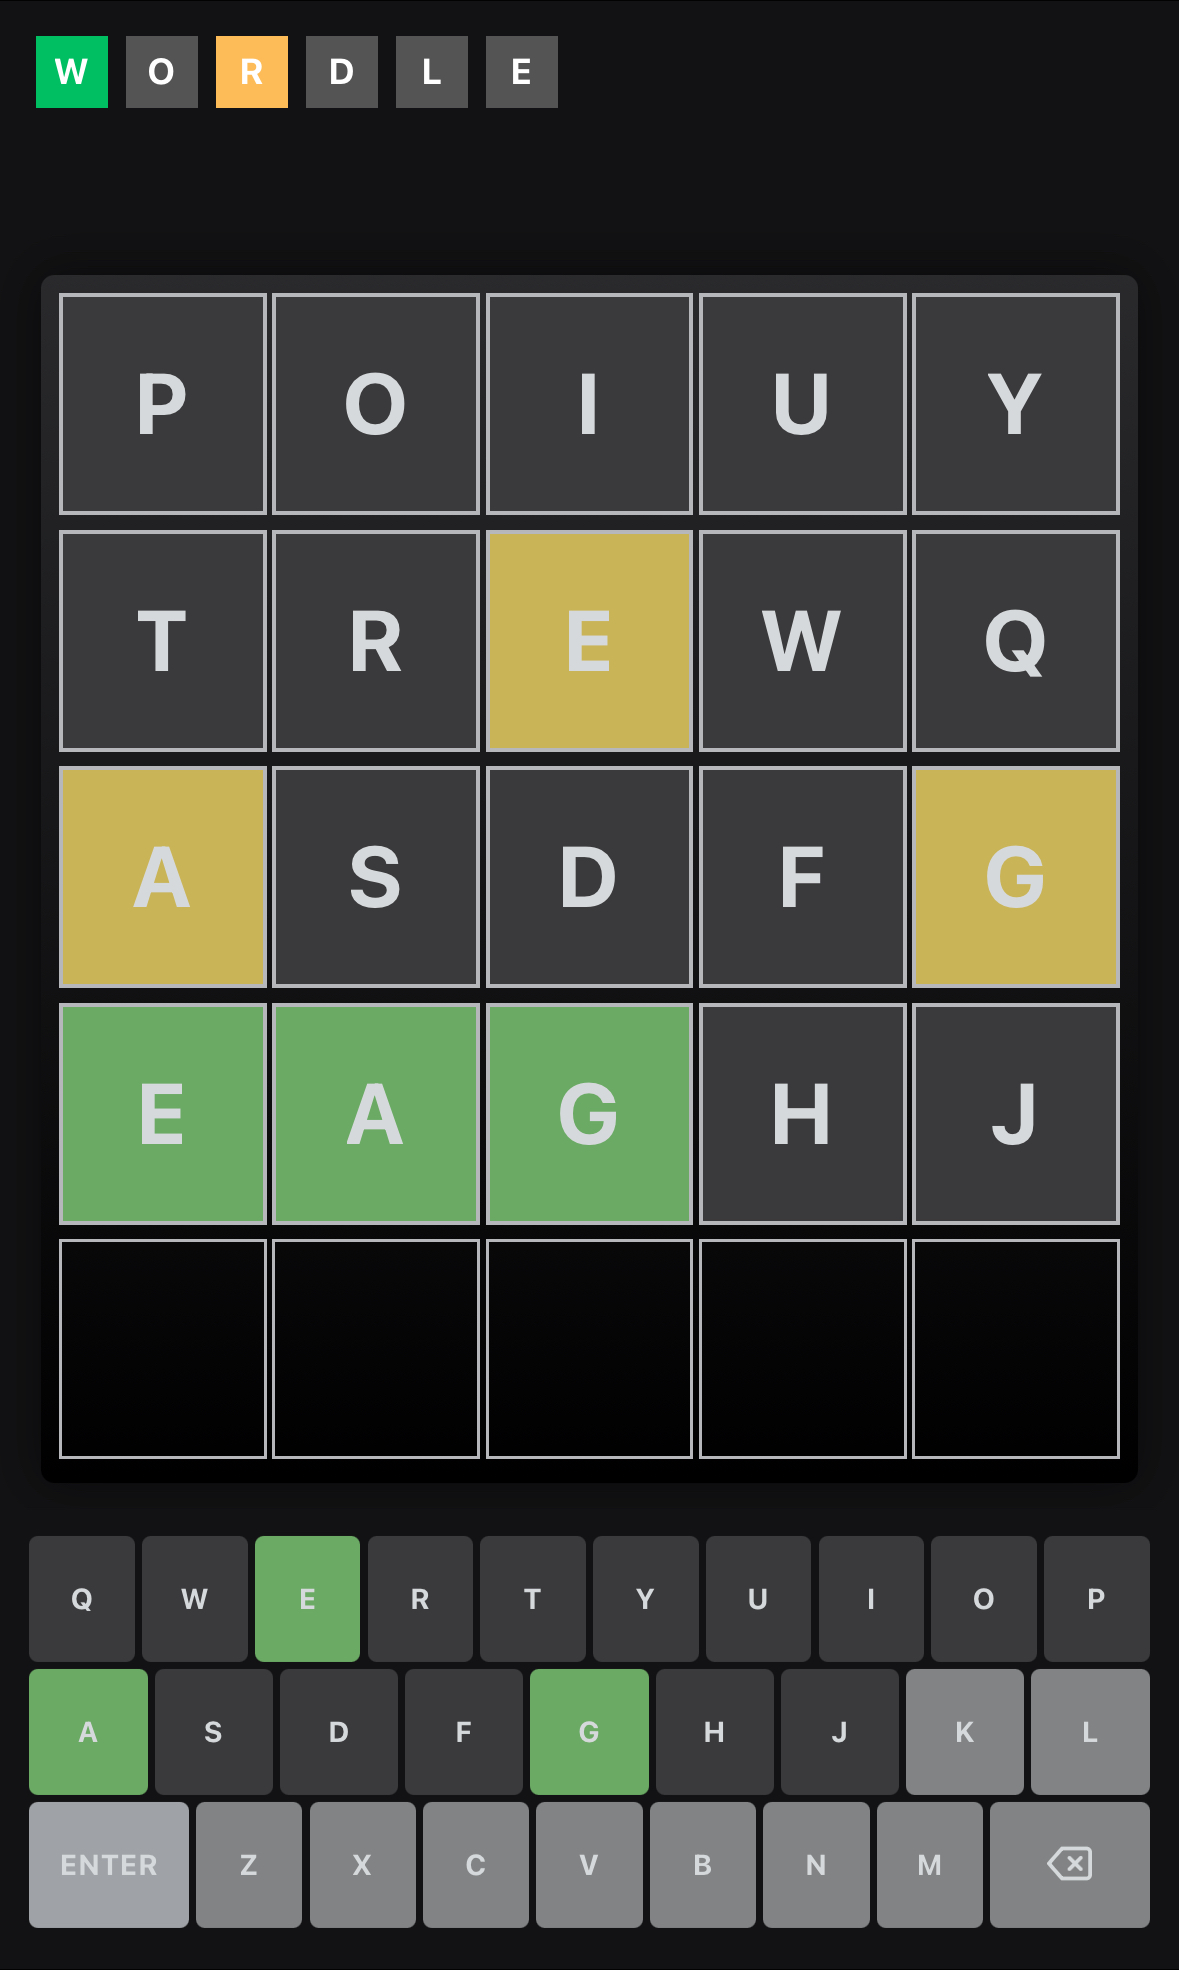 W O R D L E
P O I U Y
T R E W Q
A S D F G
E A G H J
Q W E R T Y U I O P
A S D F G H J K L
ENTER Z X C V B N M